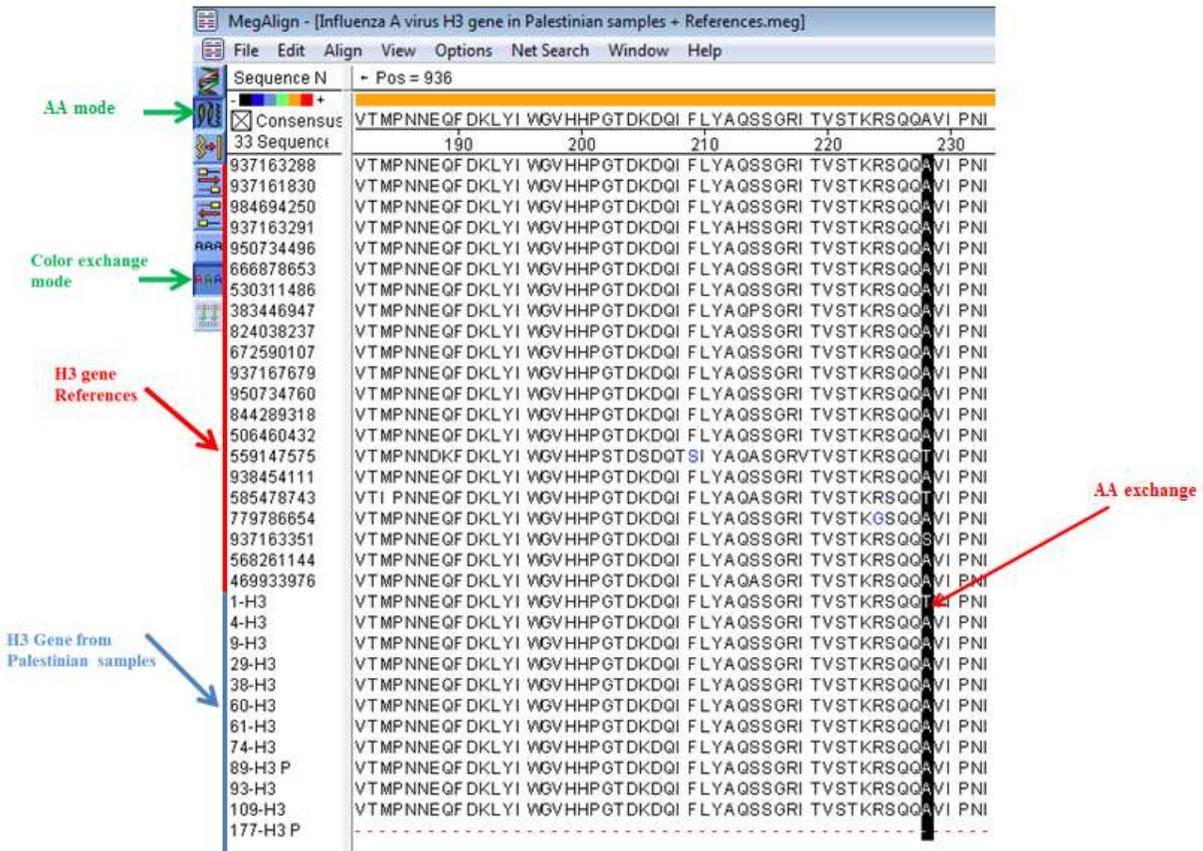 MegAlign - [Influenza A virus H3 gene in Palestinian samples + References.meg]
File Edit Align View Options Net Search Window Help
Sequence N ← Pos = 936
- +
Consensus VTMPNNEQFDKLYIWGVHHPGTDKDQIFLYAQSSGRITVSTKRSQQAVIPNI
33 Sequence 190 200 210 220 230
937163288 VTMPNNEQFDKLYIWGVHHPGTDKDQIFLYAQSSGRITVSTKRSQQAVIPNI
937161830 VTMPNNEQFDKLYIWGVHHPGTDKDQIFLYAQSSGRITVSTKRSQQAVIPNI
984694250 VTMPNNEQFDKLYIWGVHHPGTDKDQIFLYAQSSGRITVSTKRSQQAVIPNI
937163291 VTMPNNEQFDKLYIWGVHHPGTDKDQIFLYAHSSGRITVSTKRSQQAVIPNI
950734496 VTMPNNEQFDKLYIWGVHHPGTDKDQIFLYAQSSGRITVSTKRSQQAVIPNI
666878653 VTMPNNEQFDKLYIWGVHHPGTDKDQIFLYAQSSGRITVSTKRSQQAVIPNI
530311486 VTMPNNEQFDKLYIWGVHHPGTDKDQIFLYAQSSGRITVSTKRSQQAVIPNI
383446947 VTMPNNEQFDKLYIWGVHHPGTDKDQIFLYAQPSGRITVSTKRSQQAVIPNI
824038237 VTMPNNEQFDKLYIWGVHHPGTDKDQIFLYAQSSGRITVSTKRSQQAVIPNI
672590107 VTMPNNEQFDKLYIWGVHHPGTDKDQIFLYAQSSGRITVSTKRSQQAVIPNI
937167679 VTMPNNEQFDKLYIWGVHHPGTDKDQIFLYAQSSGRITVSTKRSQQAVIPNI
950734760 VTMPNNEQFDKLYIWGVHHPGTDKDQIFLYAQSSGRITVSTKRSQQAVIPNI
844289318 VTMPNNEQFDKLYIWGVHHPGTDKDQIFLYAQSSGRITVSTKRSQQAVIPNI
506460432 VTMPNNEQFDKLYIWGVHHPGTDKDQIFLYAQSSGRITVSTKRSQQAVIPNI
559147575 VTMPNNDKFDKLYIWGVHHPSTDSDQTSIYAQASGRVTVSTKRSQQTVIPNI
938454111 VTMPNNEQFDKLYIWGVHHPGTDKDQIFLYAQSSGRITVSTKRSQQAVIPNI
585478743 VTIPNNEQFDKLYIWGVHHPGTDKDQIFLYAQASGRITVSTKRSQQTVIPNI
779786654 VTMPNNEQFDKLYIWGVHHPGTDKDQIFLYAQSSGRITVSTKGSQQAVIPNI
937163351 VTMPNNEQFDKLYIWGVHHPGTDKDQIFLYAQSSGRITVSTKRSQQSVIPNI
568261144 VTMPNNEQFDKLYIWGVHHPGTDKDQIFLYAQSSGRITVSTKRSQQAVIPNI
469933976 VTMPNNEQFDKLYIWGVHHPGTDKDQIFLYAQASGRITVSTKRSQQAVIPNI
1-H3 VTMPNNEQFDKLYIWGVHHPGTDKDQIFLYAQSSGRITVSTKRSQQTVIPNI
4-H3 VTMPNNEQFDKLYIWGVHHPGTDKDQIFLYAQSSGRITVSTKRSQQAVIPNI
9-H3 VTMPNNEQFDKLYIWGVHHPGTDKDQIFLYAQSSGRITVSTKRSQQAVIPNI
29-H3 VTMPNNEQFDKLYIWGVHHPGTDKDQIFLYAQSSGRITVSTKRSQQAVIPNI
38-H3 VTMPNNEQFDKLYIWGVHHPGTDKDQIFLYAQSSGRITVSTKRSQQAVIPNI
60-H3 VTMPNNEQFDKLYIWGVHHPGTDKDQIFLYAQSSGRITVSTKRSQQAVIPNI
61-H3 VTMPNNEQFDKLYIWGVHHPGTDKDQIFLYAQSSGRITVSTKRSQQAVIPNI
74-H3 VTMPNNEQFDKLYIWGVHHPGTDKDQIFLYAQSSGRITVSTKRSQQAVIPNI
89-H3 P VTMPNNEQFDKLYIWGVHHPGTDKDQIFLYAQSSGRITVSTKRSQQAVIPNI
93-H3 VTMPNNEQFDKLYIWGVHHPGTDKDQIFLYAQSSGRITVSTKRSQQAVIPNI
109-H3 VTMPNNEQFDKLYIWGVHHPGTDKDQIFLYAQSSGRITVSTKRSQQAVIPNI
177-H3 P ----------------------------------------------------
AAA
AAA
AA mode
Color exchange
mode
H3 gene
References
H3 Gene from
Palestinian samples
AA exchange